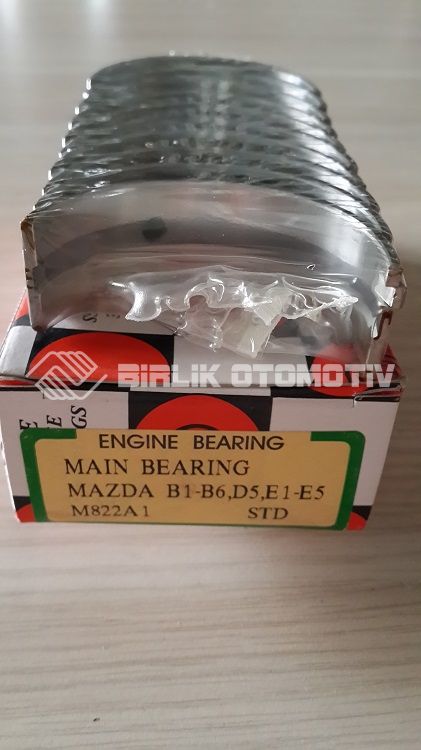 BİRLİK OTOMOTİV
ENGINE BEARING
MAIN BEARING
MAZDA B1-B6,D5,E1-E5
M822A1 STD